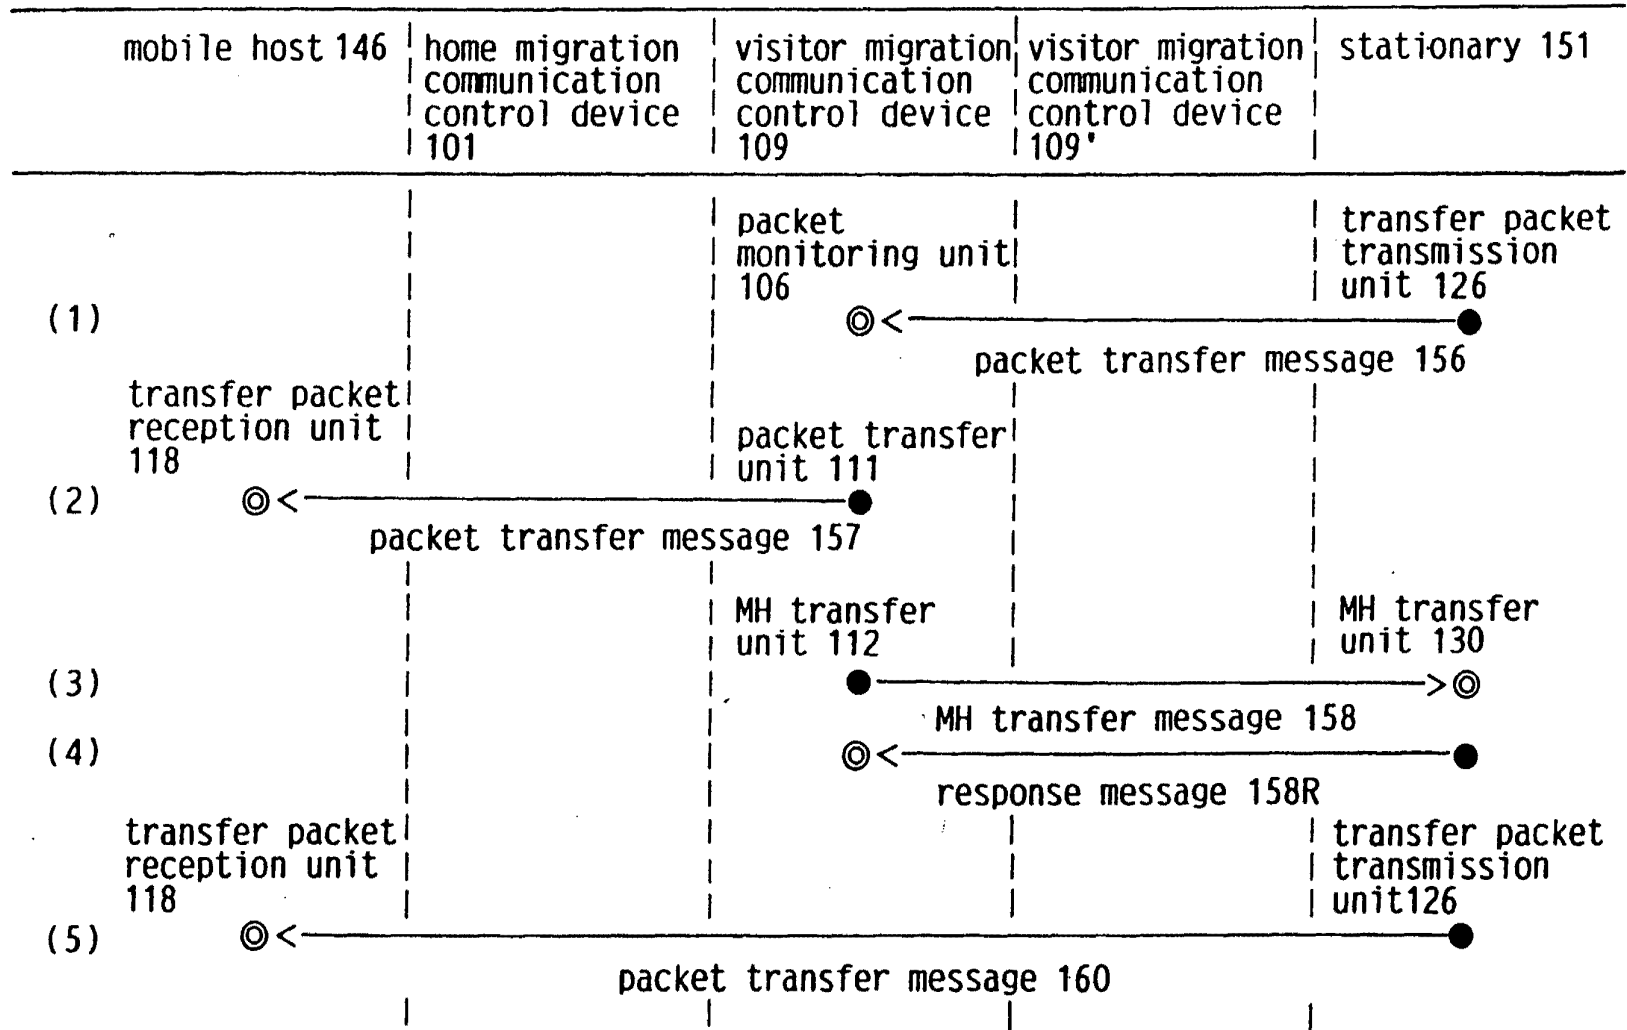 mobile host 146
home migration
communication
control device
101
visitor migration
communication
control device
109
visitor migration
communication
control device
109'
stationary 151
packet
monitoring unit
106
transfer packet
transmission
unit 126
(1)
packet transfer message 156
transfer packet
reception unit
118
packet transfer
unit 111
(2)
packet transfer message 157
MH transfer
unit 112
MH transfer
unit 130
(3)
MH transfer message 158
(4)
response message 158R
transfer packet
reception unit
118
transfer packet
transmission
unit126
(5)
packet transfer message 160